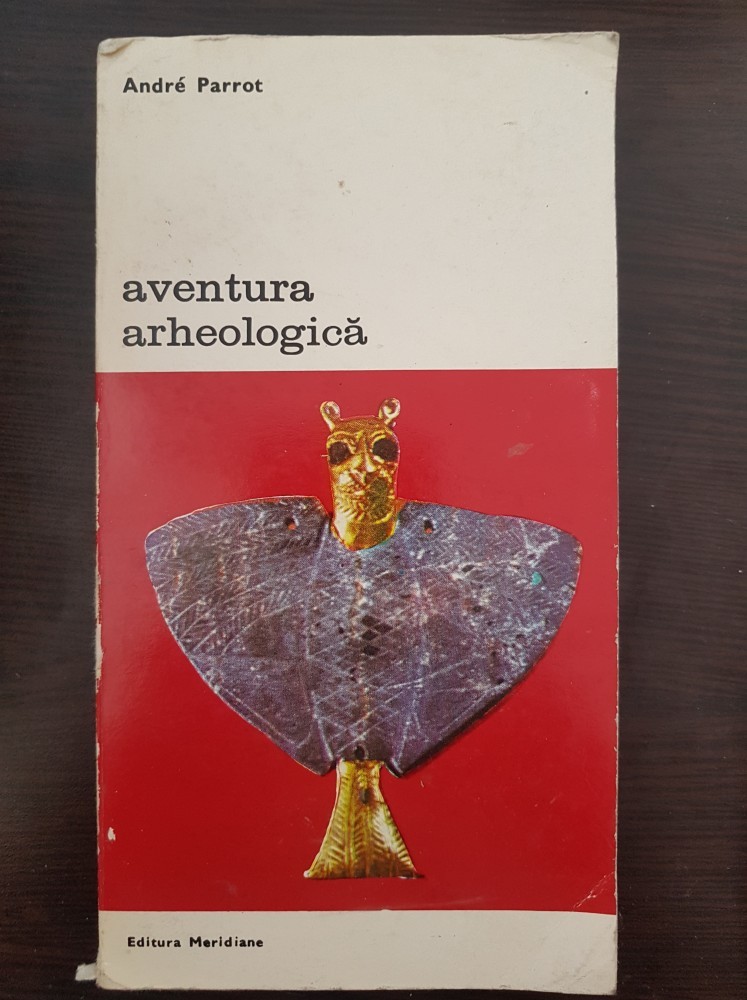 André Parrot
aventura
arheologică
Editura Meridiane